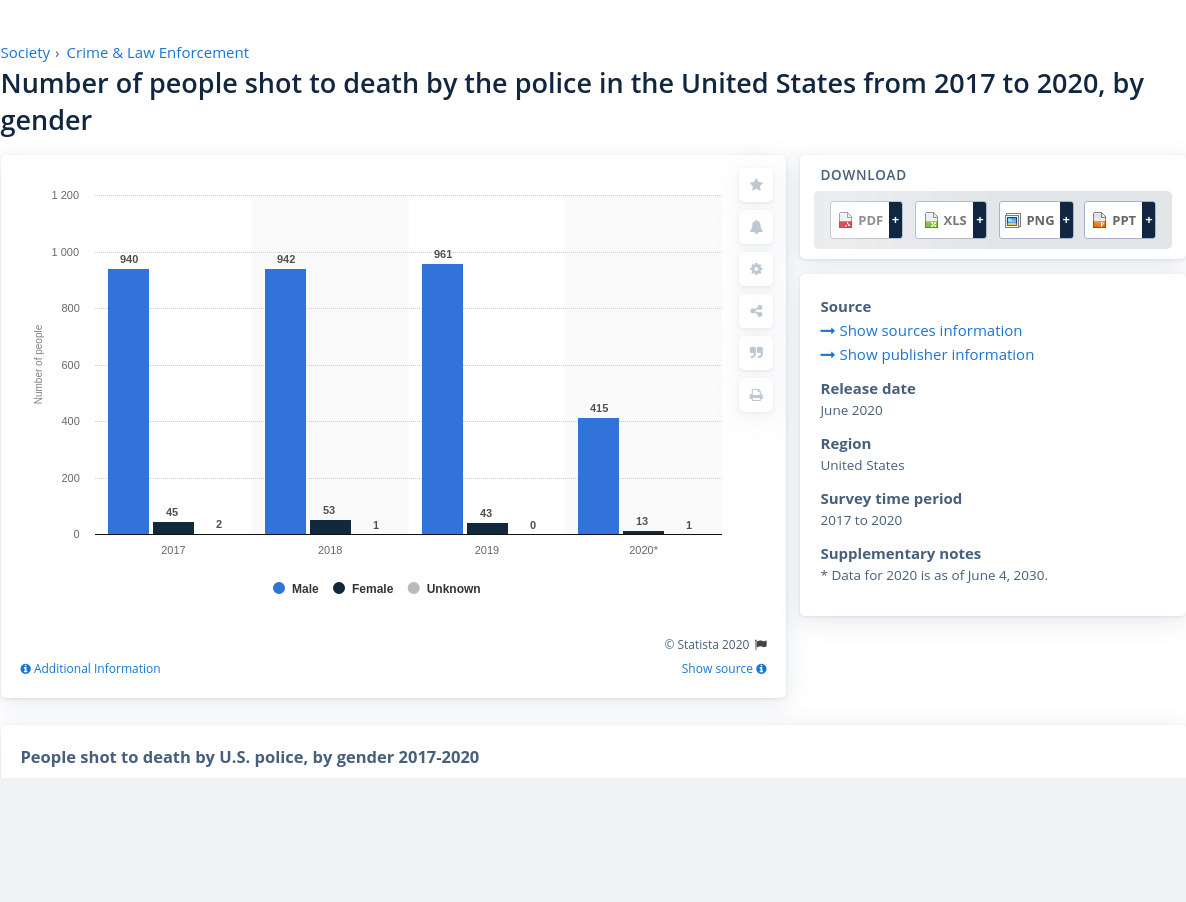 Society › Crime & Law Enforcement
Number of people shot to death by the police in the United States from 2017 to 2020, by
gender
1 200
1 000
800
600
400
200
0
Number of people
940
45
2
942
53
1
961
43
0
415
13
1
2017
2018
2019
2020*
Male Female Unknown
© Statista 2020
Additional Information
Show source
DOWNLOAD
PDF + XLS + PNG + PPT +
Source
Show sources information
Show publisher information
Release date
June 2020
Region
United States
Survey time period
2017 to 2020
Supplementary notes
* Data for 2020 is as of June 4, 2030.
People shot to death by U.S. police, by gender 2017-2020